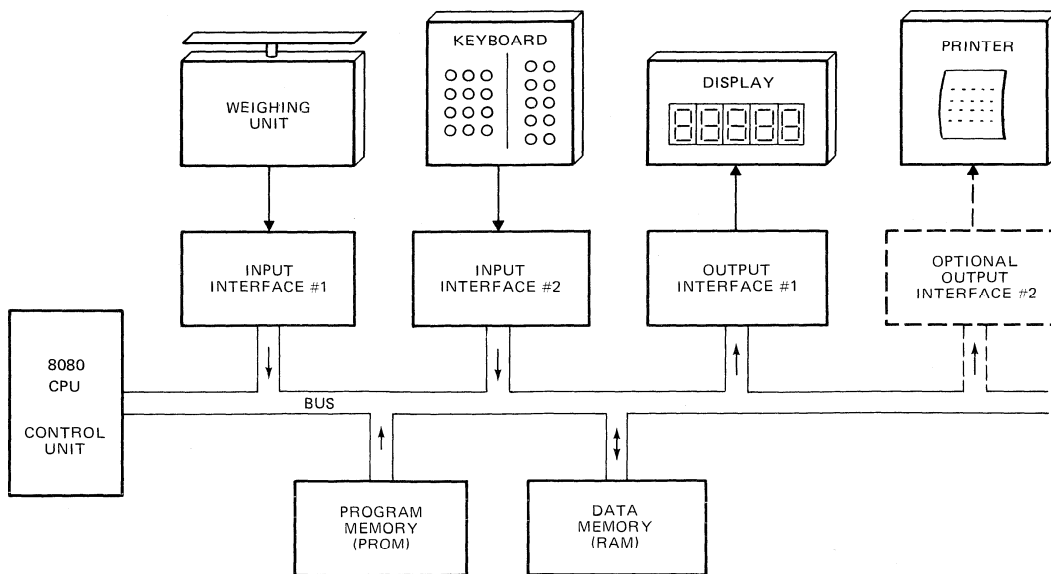 WEIGHING
UNIT
KEYBOARD
DISPLAY
PRINTER
INPUT
INTERFACE #1
INPUT
INTERFACE #2
OUTPUT
INTERFACE #1
OPTIONAL
OUTPUT
INTERFACE #2
8080
CPU
CONTROL
UNIT
BUS
PROGRAM
MEMORY
(PROM)
DATA
MEMORY
(RAM)